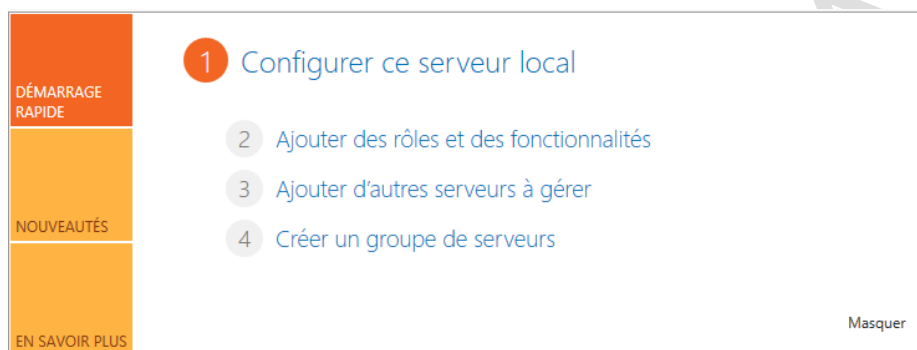 DÉMARRAGE
RAPIDE
NOUVEAUTÉS
EN SAVOIR PLUS
1 Configurer ce serveur local
2 Ajouter des rôles et des fonctionnalités
3 Ajouter d’autres serveurs à gérer
4 Créer un groupe de serveurs
Masquer